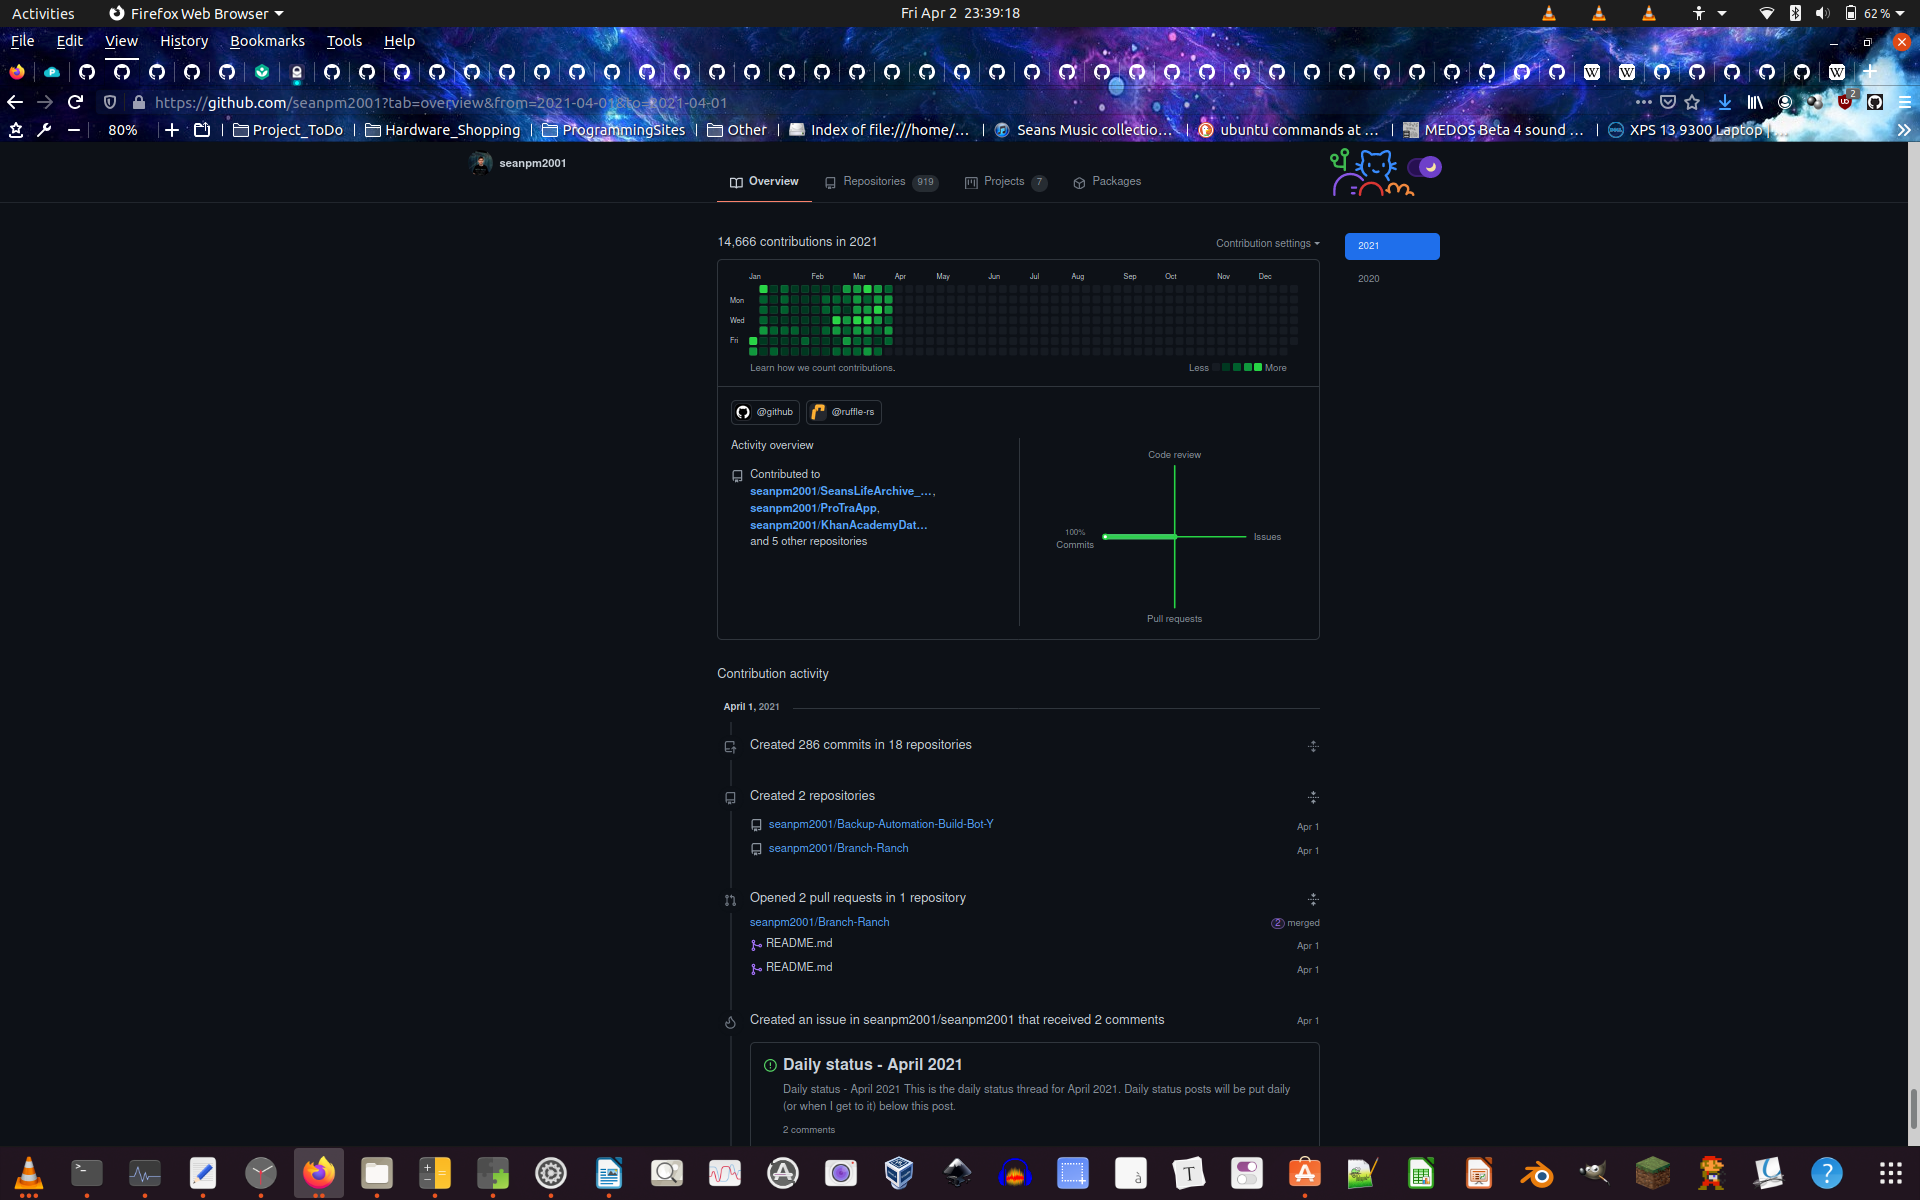 Activities Firefox Web Browser Fri Apr 2 23:39:18 62 %
File Edit View History Bookmarks Tools Help
https://github.com/seanpm2001?tab=overview&from=2021-04-01&to=2021-04-01 2
80% Project_ToDo Hardware_Shopping ProgrammingSites Other Index of file:///home/… Seans Music collectio… ubuntu commands at … MEDOS Beta 4 sound … XPS 13 9300 Laptop |…
seanpm2001
Overview Repositories 919 Projects 7 Packages
14,666 contributions in 2021 Contribution settings
2021
2020
Jan Feb Mar Apr May Jun Jul Aug Sep Oct Nov Dec
Mon
Wed
Fri
Learn how we count contributions. Less More
@github @ruffle-rs
Activity overview
Contributed to
seanpm2001/SeansLifeArchive_…,
seanpm2001/ProTraApp,
seanpm2001/KhanAcademyDat…
and 5 other repositories
Code review
100%
Commits
Issues
Pull requests
Contribution activity
April 1, 2021
Created 286 commits in 18 repositories
Created 2 repositories
seanpm2001/Backup-Automation-Build-Bot-Y Apr 1
seanpm2001/Branch-Ranch Apr 1
Opened 2 pull requests in 1 repository
seanpm2001/Branch-Ranch 2 merged
README.md Apr 1
README.md Apr 1
Created an issue in seanpm2001/seanpm2001 that received 2 comments Apr 1
Daily status - April 2021
Daily status - April 2021 This is the daily status thread for April 2021. Daily status posts will be put daily
(or when I get to it) below this post.
2 comments